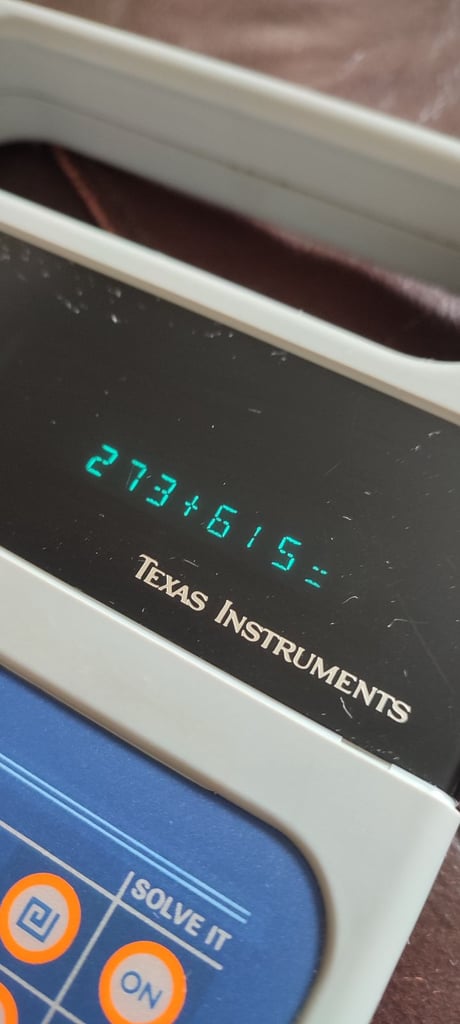 273+615=
TEXAS INSTRUMENTS
SOLVE IT
ON